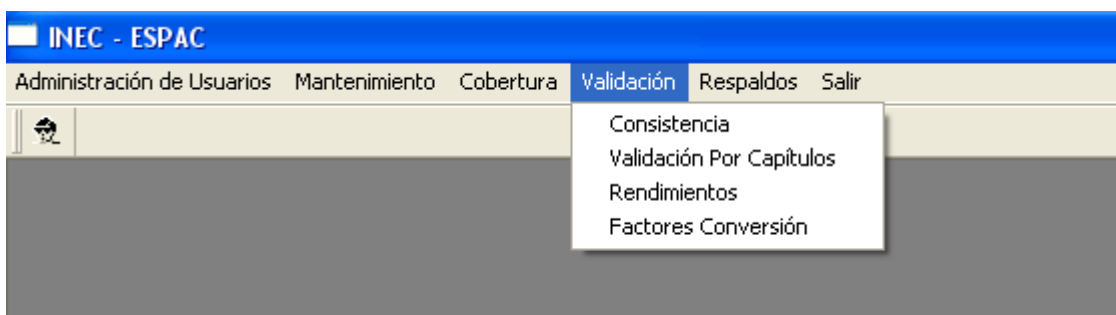 INEC - ESPAC
Administración de Usuarios Mantenimiento Cobertura Validación Respaldos Salir
Consistencia
Validación Por Capítulos
Rendimientos
Factores Conversión